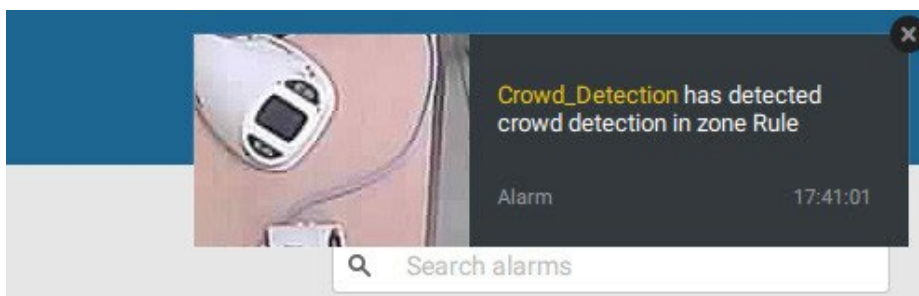 Crowd_Detection has detected
crowd detection in zone Rule
Alarm 17:41:01
Search alarms